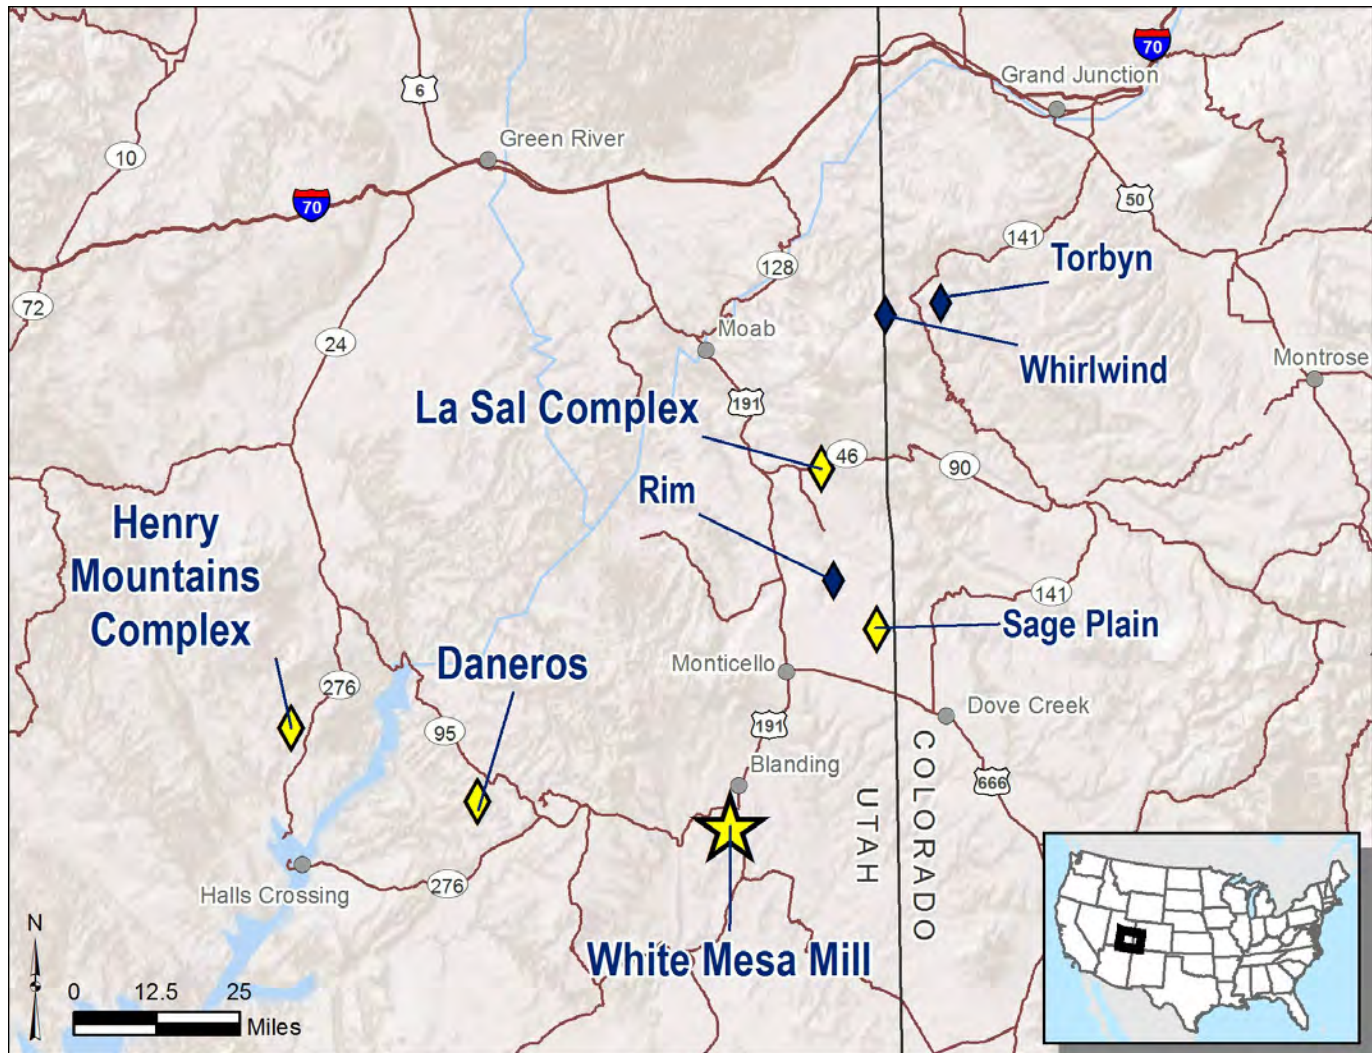 70
6
Grand Junction
Green River
10
70
50
141
Torbyn
128
72
24
Moab
Whirlwind
Montrose
La Sal Complex
191
46
90
Rim
Henry
Mountains
Complex
141
Sage Plain
Daneros
Monticello
276
Dove Creek
95
191
Blanding
666
UTAH
COLORADO
Halls Crossing
276
N
White Mesa Mill
0 12.5 25
Miles